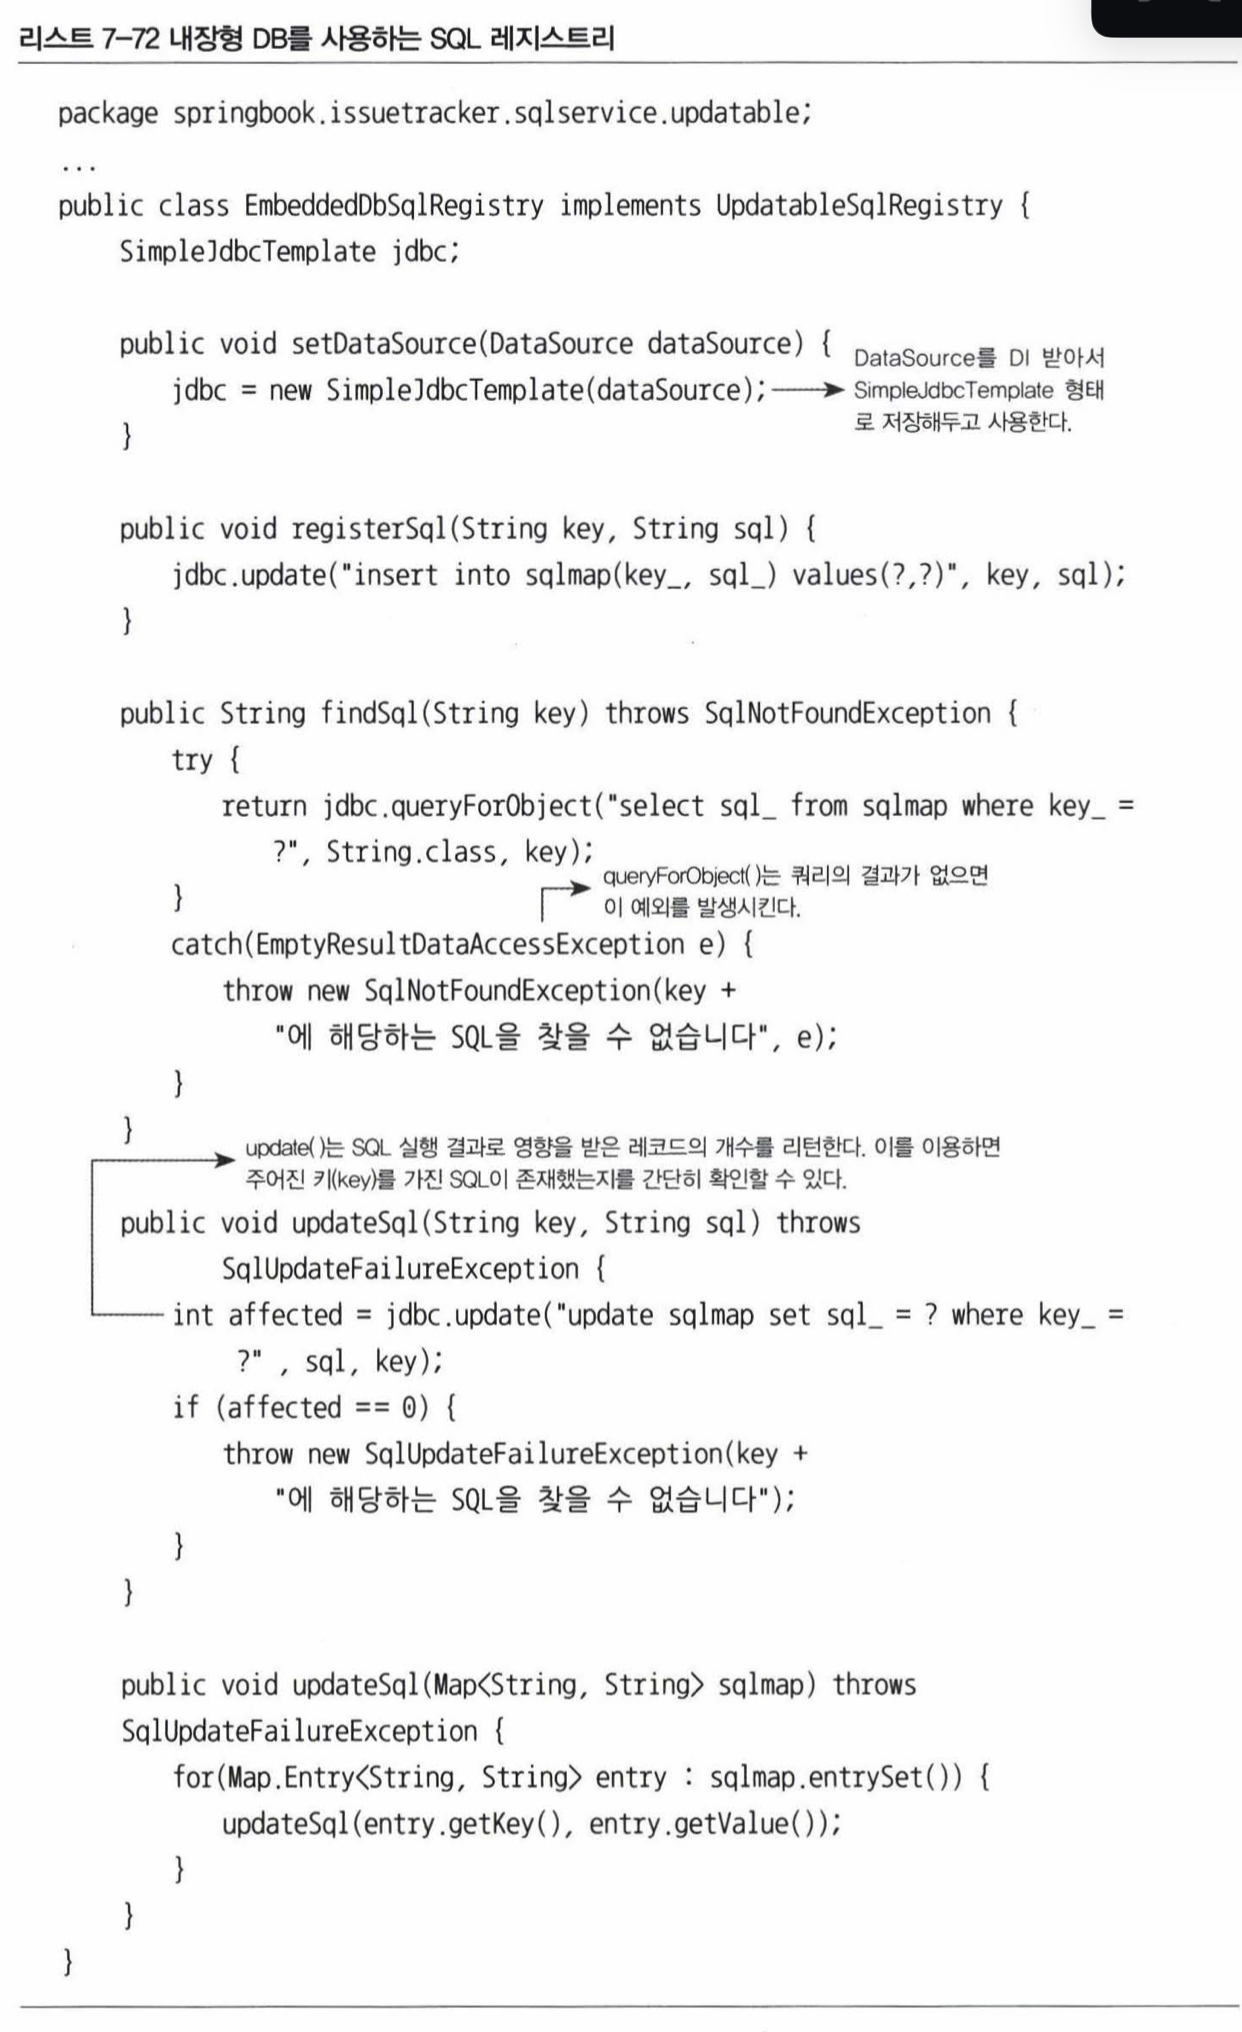 리스트 7-72 내장형 DB를 사용하는 SQL 레지스트리
package springbook.issuetracker.sqlservice.updatable;
...
public class EmbeddedDbSqlRegistry implements UpdatableSqlRegistry {
SimpleJdbcTemplate jdbc;
public void setDataSource(DataSource dataSource) {
jdbc = new SimpleJdbcTemplate(dataSource);
DataSource를 DI 받아서
SimpleJdbcTemplate 형태
로 저장해두고 사용한다.
}
public void registerSql(String key, String sql) {
jdbc.update("insert into sqlmap(key_, sql_) values(?,?)", key, sql);
}
public String findSql(String key) throws SqlNotFoundException {
try {
return jdbc.queryForObject("select sql_ from sqlmap where key_ =
?", String.class, key);
}
queryForObject()는 쿼리의 결과가 없으면
이 예외를 발생시킨다.
catch(EmptyResultDataAccessException e) {
throw new SqlNotFoundException(key +
"에 해당하는 SQL을 찾을 수 없습니다", e);
}
}
update()는 SQL 실행 결과로 영향을 받은 레코드의 개수를 리턴한다. 이를 이용하면
주어진 키(key)를 가진 SQL이 존재했는지를 간단히 확인할 수 있다.
public void updateSql(String key, String sql) throws
SqlUpdateFailureException {
int affected = jdbc.update("update sqlmap set sql_ = ? where key_ =
?" , sql, key);
if (affected == 0) {
throw new SqlUpdateFailureException(key +
"에 해당하는 SQL을 찾을 수 없습니다");
}
}
public void updateSql(Map<String, String> sqlmap) throws
SqlUpdateFailureException {
for(Map.Entry<String, String> entry : sqlmap.entrySet()) {
updateSql(entry.getKey(), entry.getValue());
}
}
}